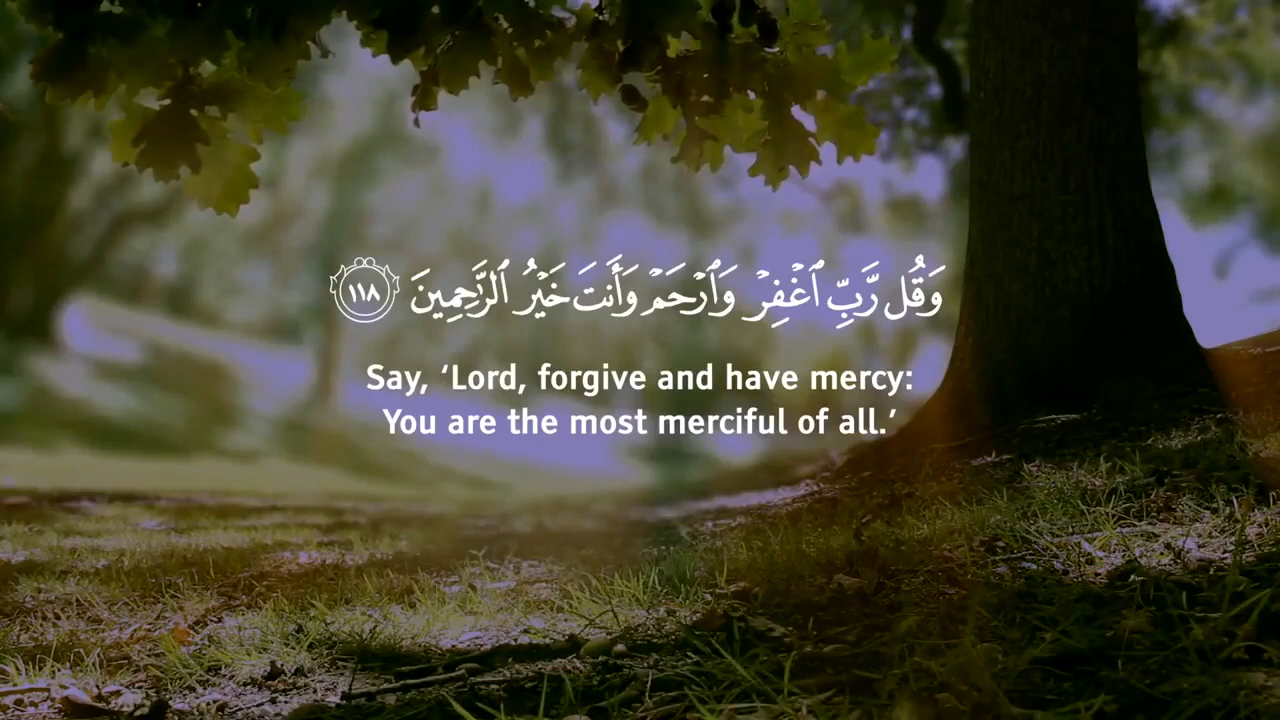 وَقُل رَّبِّ ٱغْفِرْ وَٱرْحَمْ وَأَنتَ خَيْرُ ٱلرَّٰحِمِينَ ١١٨
Say, ‘Lord, forgive and have mercy:
You are the most merciful of all.’